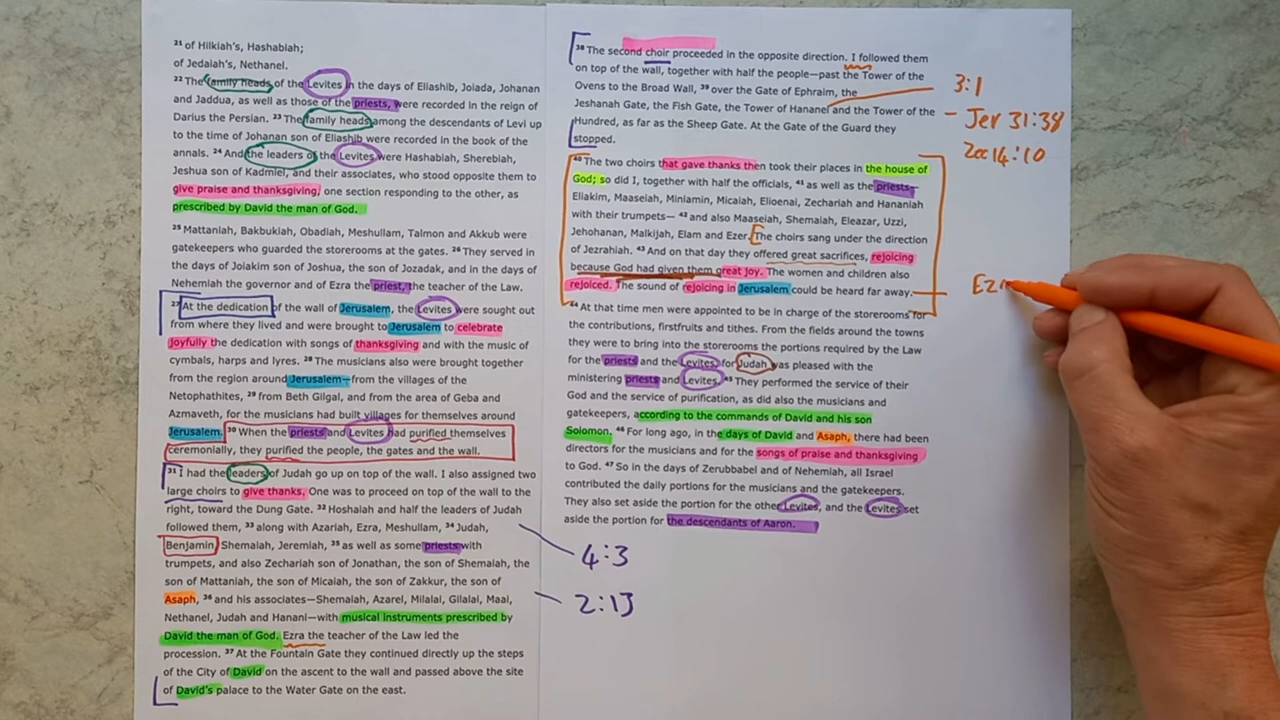 21 of Hilkiah's, Hashabiah;
of Jedaiah's, Nethanel.
22 The family heads of the Levites in the days of Eliashib, Joiada, Johanan
and Jaddua, as well as those of the priests, were recorded in the reign of
Darius the Persian. 23 The family heads among the descendants of Levi up
to the time of Johanan son of Eliashib were recorded in the book of the
annals. 24 And the leaders of the Levites were Hashabiah, Sherebiah,
Jeshua son of Kadmiel, and their associates, who stood opposite them to
give praise and thanksgiving, one section responding to the other, as
prescribed by David the man of God.
25 Mattaniah, Bakbukiah, Obadiah, Meshullam, Talmon and Akkub were
gatekeepers who guarded the storerooms at the gates. 26 They served in
the days of Joiakim son of Joshua, the son of Jozadak, and in the days of
Nehemiah the governor and of Ezra the priest, the teacher of the Law.
27 At the dedication of the wall of Jerusalem, the Levites were sought out
from where they lived and were brought to Jerusalem to celebrate
joyfully the dedication with songs of thanksgiving and with the music of
cymbals, harps and lyres. 28 The musicians also were brought together
from the region around Jerusalem—from the villages of the
Netophathites, 29 from Beth Gilgal, and from the area of Geba and
Azmaveth, for the musicians had built villages for themselves around
Jerusalem. 30 When the priests and Levites had purified themselves
ceremonially, they purified the people, the gates and the wall.
31 I had the leaders of Judah go up on top of the wall. I also assigned two
large choirs to give thanks. One was to proceed on top of the wall to the
right, toward the Dung Gate. 32 Hoshaiah and half the leaders of Judah
followed them, 33 along with Azariah, Ezra, Meshullam, 34 Judah,
Benjamin, Shemaiah, Jeremiah, 35 as well as some priests with
trumpets, and also Zechariah son of Jonathan, the son of Shemaiah, the
son of Mattaniah, the son of Micaiah, the son of Zakkur, the son of
Asaph, 36 and his associates—Shemaiah, Azarel, Milalai, Gilalai, Maai,
Nethanel, Judah and Hanani—with musical instruments prescribed by
David the man of God. Ezra the teacher of the Law led the
procession. 37 At the Fountain Gate they continued directly up the steps
of the City of David on the ascent to the wall and passed above the site
of David's palace to the Water Gate on the east.
4:3
2:13
38 The second choir proceeded in the opposite direction. I followed them
on top of the wall, together with half the people—past the Tower of the
Ovens to the Broad Wall, 39 over the Gate of Ephraim, the
Jeshanah Gate, the Fish Gate, the Tower of Hananel and the Tower of the
Hundred, as far as the Sheep Gate. At the Gate of the Guard they
stopped.
40 The two choirs that gave thanks then took their places in the house of
God; so did I, together with half the officials, 41 as well as the priests—
Eliakim, Maaseiah, Miniamin, Micaiah, Elioenai, Zechariah and Hananiah
with their trumpets— 42 and also Maaseiah, Shemaiah, Eleazar, Uzzi,
Jehohanan, Malkijah, Elam and Ezer. The choirs sang under the direction
of Jezrahiah. 43 And on that day they offered great sacrifices, rejoicing
because God had given them great joy. The women and children also
rejoiced. The sound of rejoicing in Jerusalem could be heard far away.
44 At that time men were appointed to be in charge of the storerooms for
the contributions, firstfruits and tithes. From the fields around the towns
they were to bring into the storerooms the portions required by the Law
for the priests and the Levites, for Judah was pleased with the
ministering priests and Levites. 45 They performed the service of their
God and the service of purification, as did also the musicians and
gatekeepers, according to the commands of David and his son
Solomon. 46 For long ago, in the days of David and Asaph, there had been
directors for the musicians and for the songs of praise and thanksgiving
to God. 47 So in the days of Zerubbabel and of Nehemiah, all Israel
contributed the daily portions for the musicians and the gatekeepers.
They also set aside the portion for the other Levites, and the Levites set
aside the portion for the descendants of Aaron.
3:1
Jer 31:38
Zec 14:10
Ezr